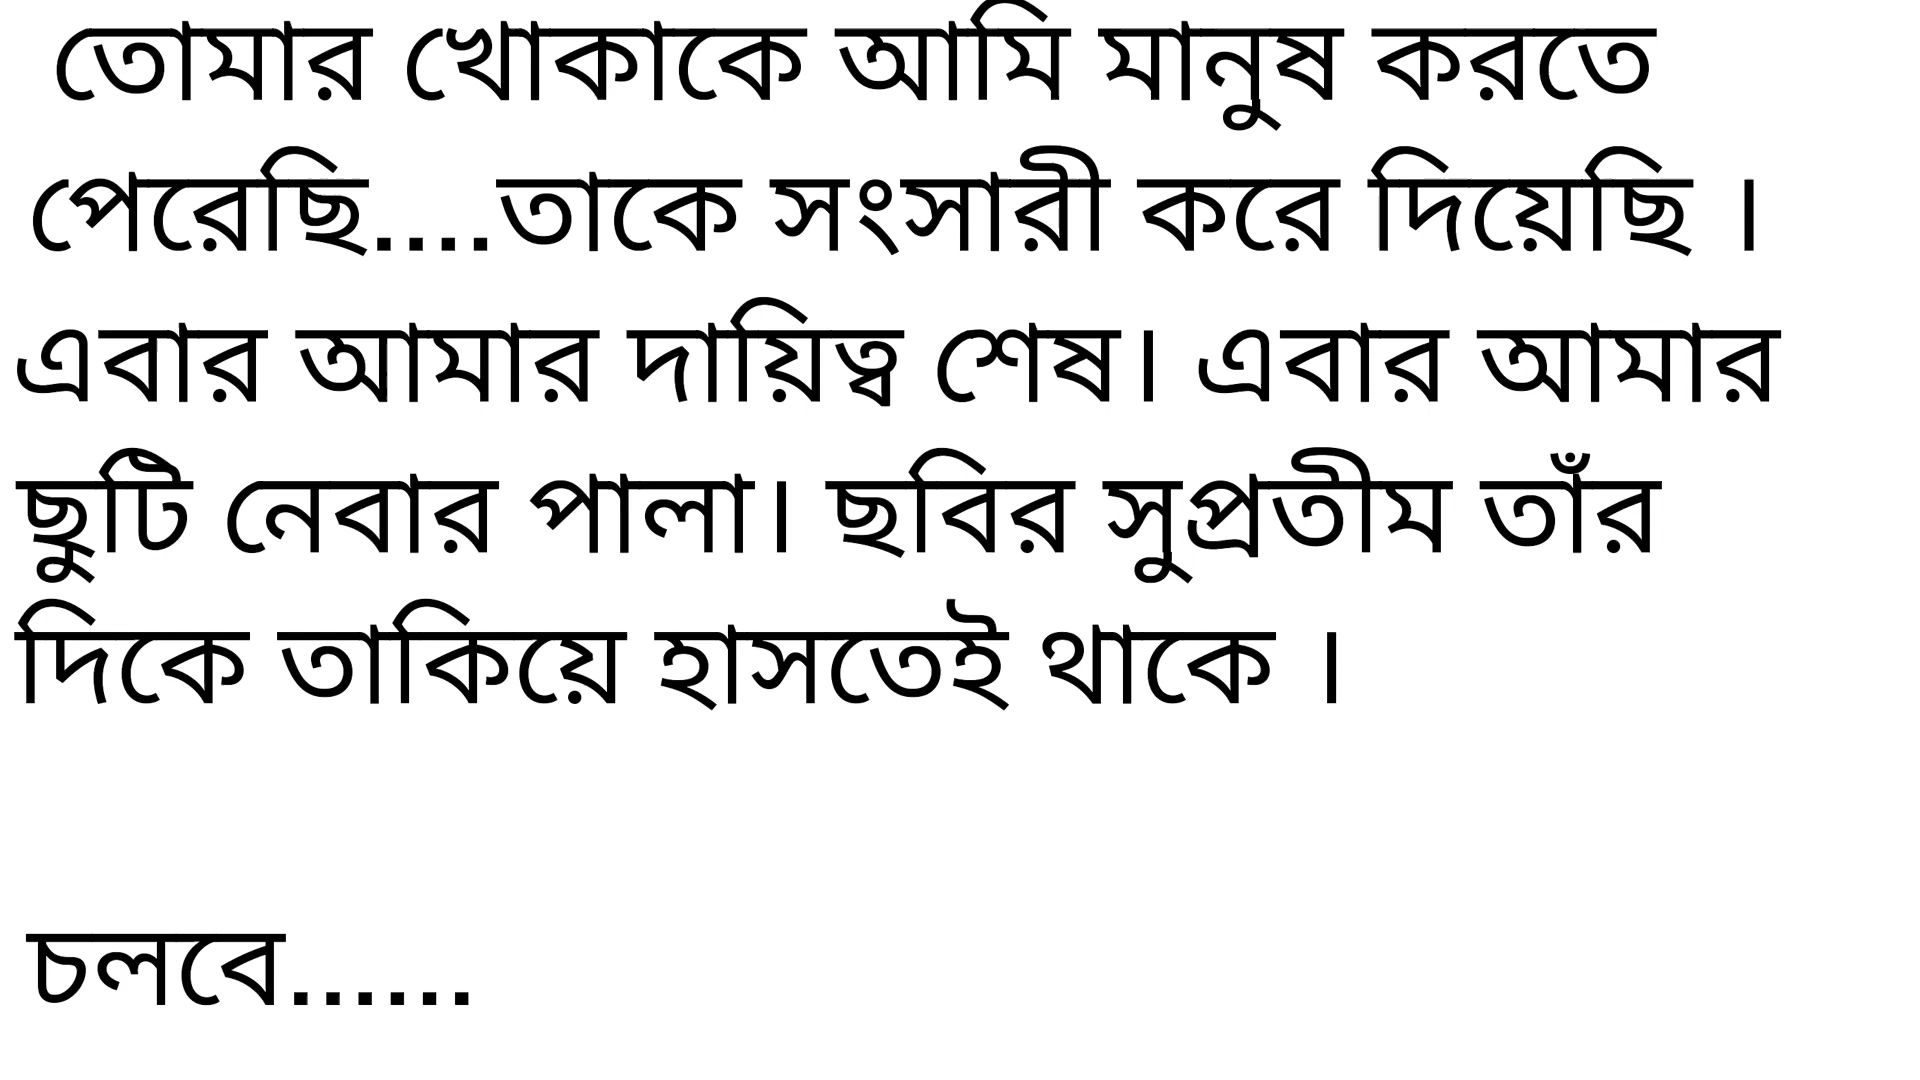 তোমার খোকাকে আমি মানুষ করতে
পেরেছি....তাকে সংসারী করে দিয়েছি ।
এবার আমার দায়িত্ব শেষ। এবার আমার
ছুটি নেবার পালা। ছবির সুপ্রতীম তাঁর
দিকে তাকিয়ে হাসতেই থাকে ।
চলবে......